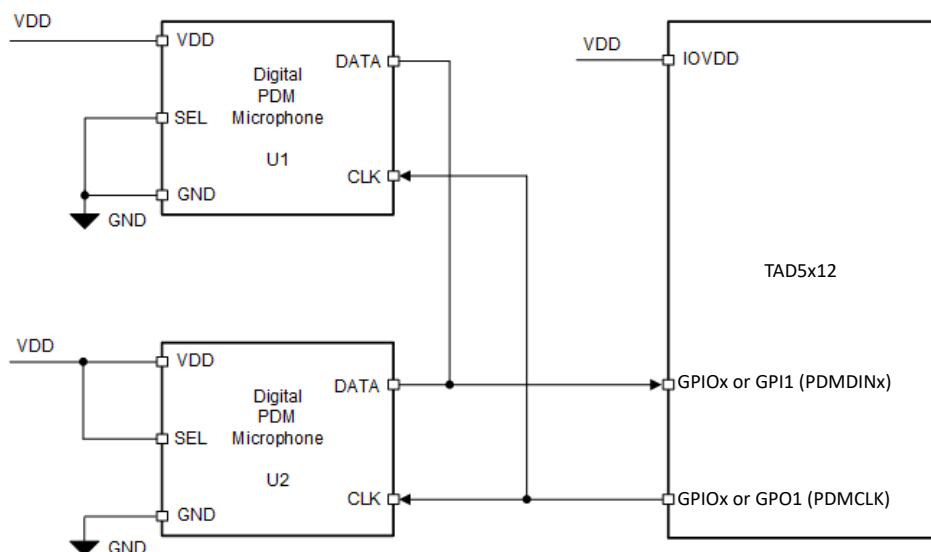 VDD
VDD
DATA
Digital
PDM
Microphone
SEL
U1
CLK
GND
GND
VDD
IOVDD
TAD5x12
VDD
VDD
DATA
Digital
PDM
Microphone
SEL
U2
CLK
GND
GND
GPIOx or GPI1 (PDMDINx)
GPIOx or GPO1 (PDMCLK)